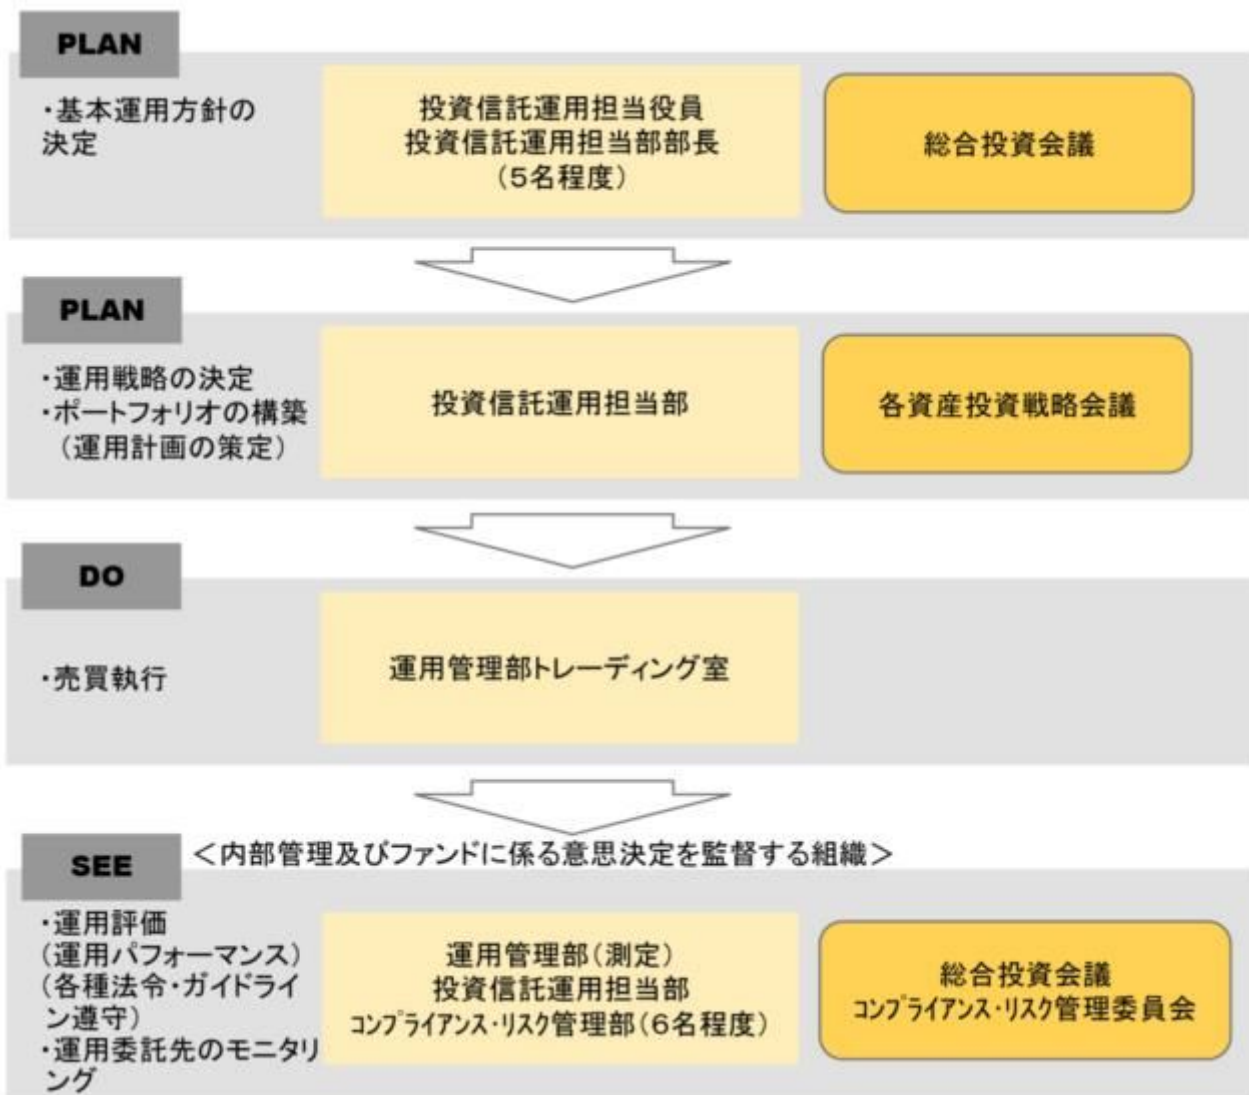 PLAN
・基本運用方針の
決定
投資信託運用担当役員
投資信託運用担当部部長
(5名程度)
総合投資会議
PLAN
・運用戦略の決定
・ポートフォリオの構築
(運用計画の策定)
投資信託運用担当部
各資産投資戦略会議
DO
・売買執行
運用管理部トレーディング室
SEE
＜内部管理及びファンドに係る意思決定を監督する組織＞
・運用評価
(運用パフォーマンス)
(各種法令・ガイドライ
ン遵守)
・運用委託先のモニタリ
ング
運用管理部(測定)
投資信託運用担当部
ｺﾝﾌﾟﾗｲｱﾝｽ･ﾘｽｸ管理部(6名程度)
総合投資会議
ｺﾝﾌﾟﾗｲｱﾝｽ･ﾘｽｸ管理委員会